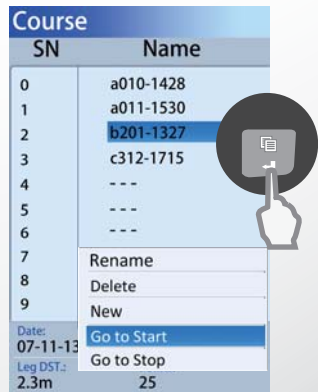 Course
SN Name
0 a010-1428
1 a011-1530
2 b201-1327
3 c312-1715
4 - - -
5 - - -
6 - - -
7
8
9
Rename
Delete
New
Go to Start
Go to Stop
Date:
07-11-13
Leg DST.:
2.3m 25